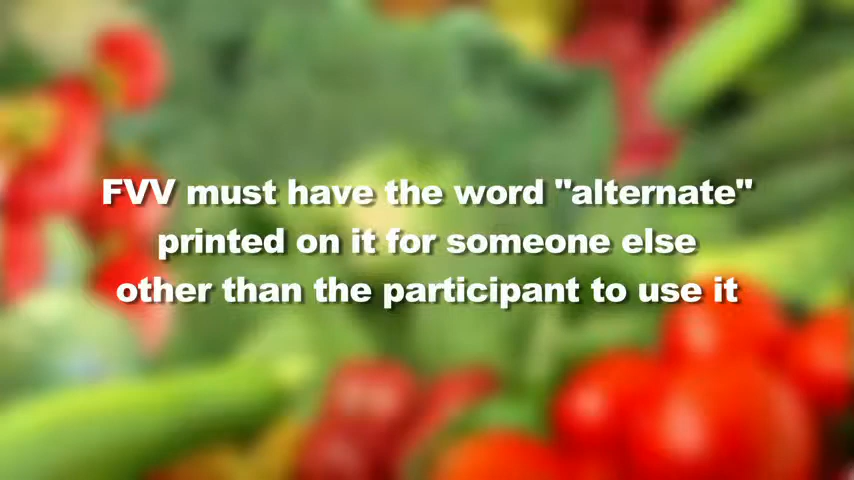 FVV must have the word "alternate"
printed on it for someone else
other than the participant to use it